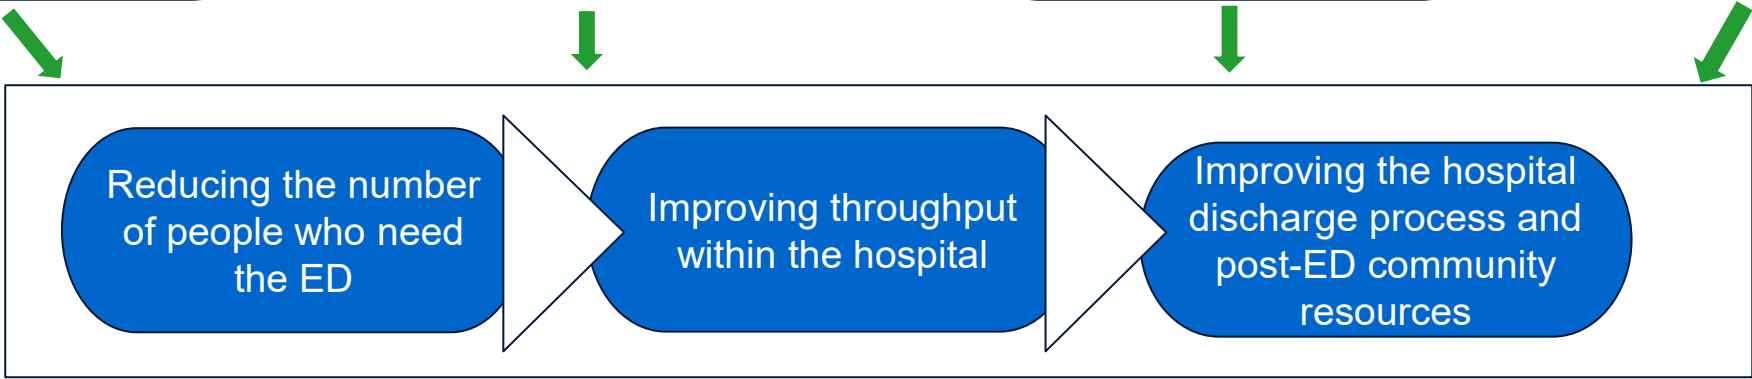 Reducing the number
of people who need
the ED
Improving throughput
within the hospital
Improving the hospital
discharge process and
post-ED community
resources